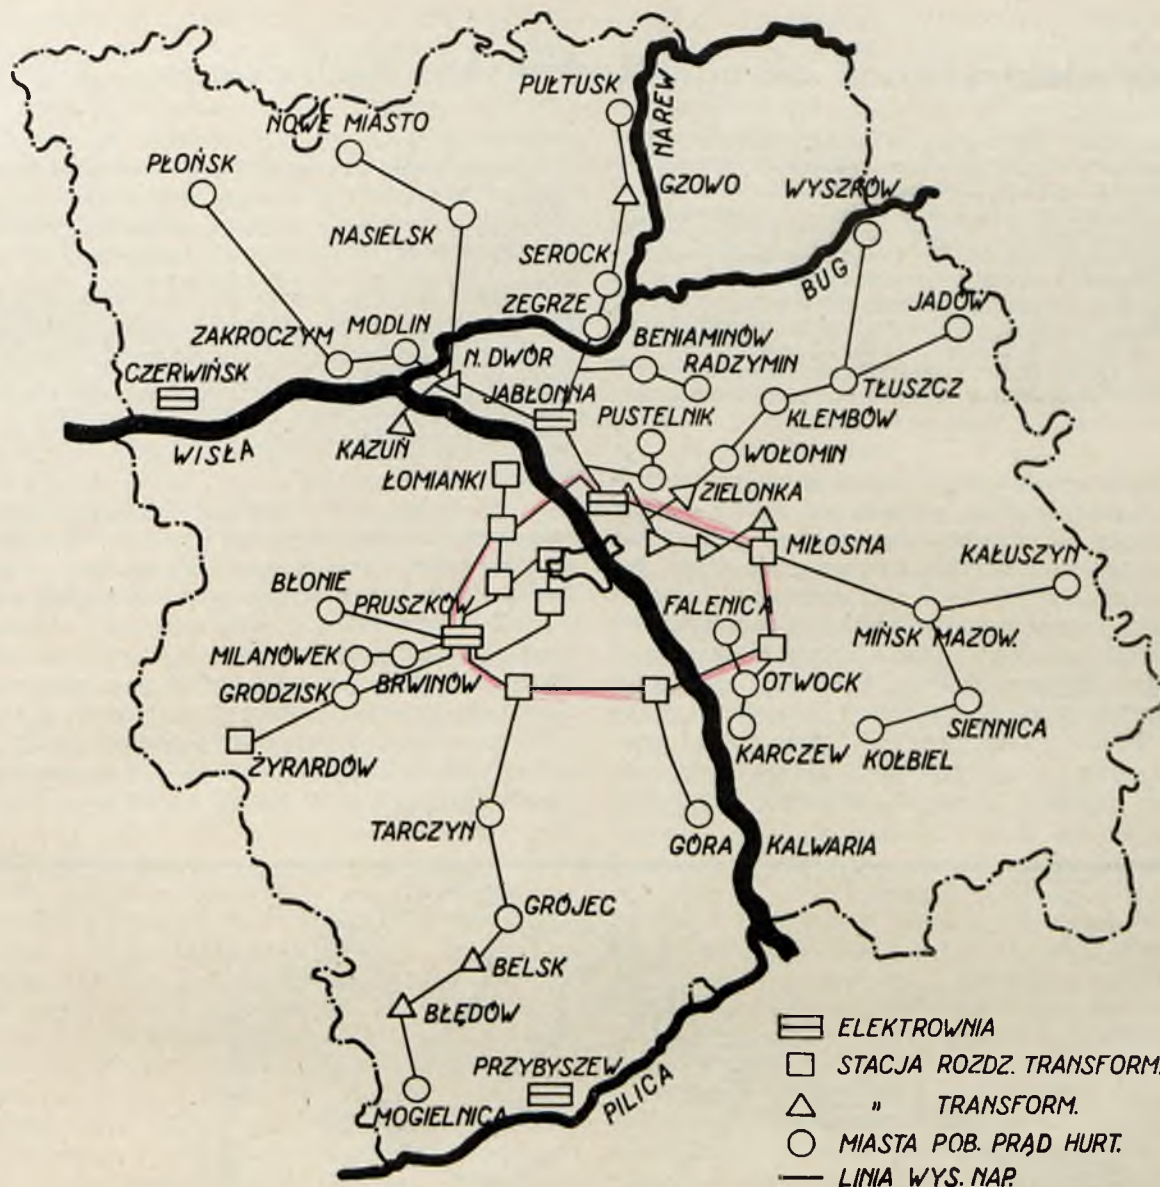 PUŁTUSK
NAREW
NOWE MIASTO
PŁOŃSK
GZOWO
WYSZRÓW
NASIELSK
SEROCK
BUG
ZEGRZE
JADÓW
ZAKROCZYM
MODLIN
BENIAMINÓW
CZERWIŃSK
N. DWÓR
RADZYMIN
JABŁONNA
TŁUSZCZ
PUSTELNIK
KLEMBÓW
WISŁA
KAZUŃ
WOŁOMIN
ŁOMIANKI
ZIELONKA
MIŁOSNA
KAŁUSZYN
BŁONIE
PRUSZKÓW
FALENICA
MIŃSK MAZOW.
MILANÓWEK
BRWINÓW
OTWOCK
GRODZISK
SIENNICA
KARCZEW
KOŁBIEL
ŻYRARDÓW
TARCZYN
GÓRA KALWARIA
GRÓJEC
BELSK
BŁĘDÓW
PRZYBYSZEW
MOGIELNICA
PILICA
ELEKTROWNIA
STACJA ROZDZ. TRANSFORM.
" TRANSFORM.
MIASTA POB. PRĄD HURT.
LINIA WYS. NAP.